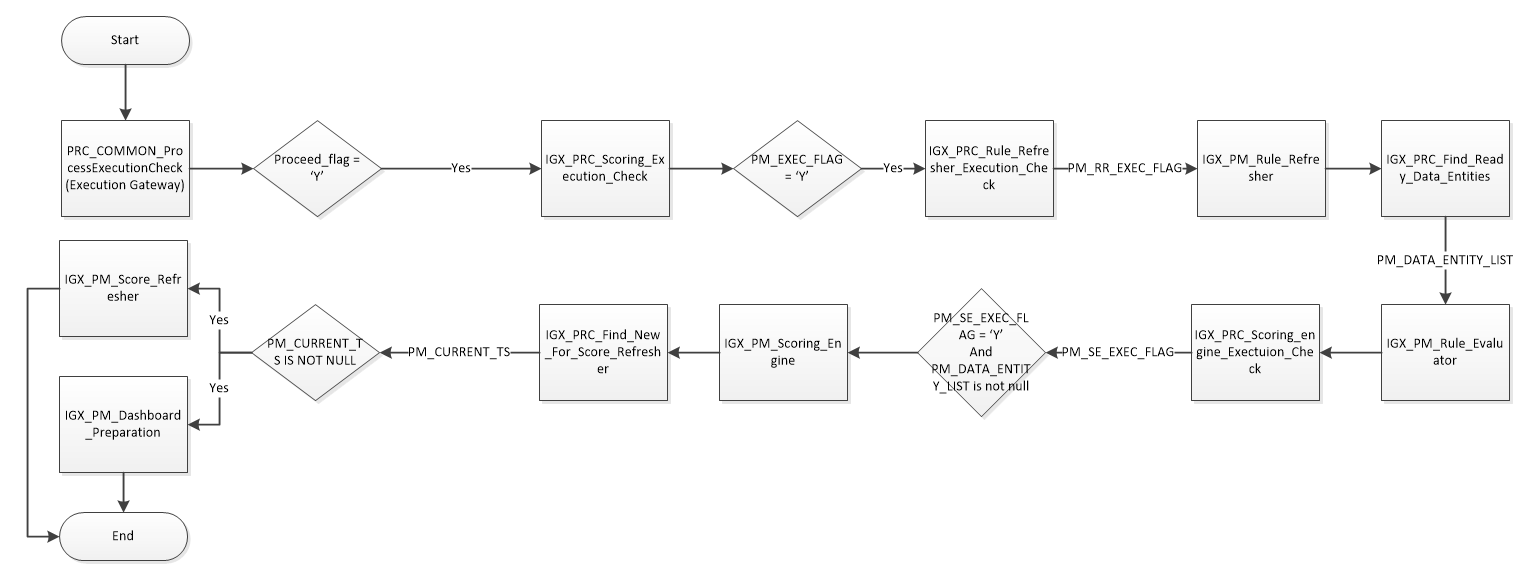 Start
PRC_COMMON_Pro
cessExecutionCheck
(Execution Gateway)
Proceed_flag =
‘Y’
Yes
IGX_PRC_Scoring_Ex
ecution_Check
PM_EXEC_FLAG
= ‘Y’
Yes
IGX_PRC_Rule_Refre
sher_Execution_Che
ck
PM_RR_EXEC_FLAG
IGX_PM_Rule_Refre
sher
IGX_PRC_Find_Read
y_Data_Entities
PM_DATA_ENTITY_LIST
IGX_PM_Rule_Evalu
ator
IGX_PRC_Scoring_en
gine_Exectuion_Che
ck
PM_SE_EXEC_FLAG
PM_SE_EXEC_FL
AG = ‘Y’
And
PM_DATA_ENTIT
Y_LIST is not null
IGX_PM_Scoring_En
gine
IGX_PRC_Find_New
_For_Score_Refresh
er
PM_CURRENT_TS
PM_CURRENT_T
S IS NOT NULL
Yes
IGX_PM_Score_Refr
esher
Yes
IGX_PM_Dashboard
_Preparation
End